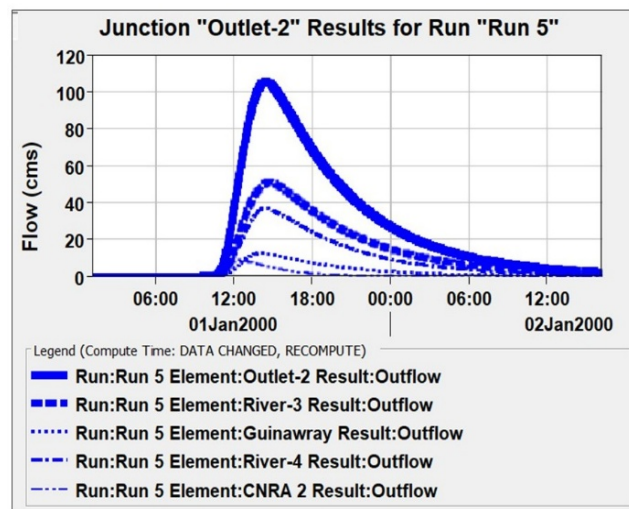 Junction "Outlet-2" Results for Run "Run 5"
120
100
80
60
40
20
0
Flow (cms)
06:00 12:00 18:00 00:00 06:00 12:00
01Jan2000 02Jan2000
Legend (Compute Time: DATA CHANGED, RECOMPUTE)
Run:Run 5 Element:Outlet-2 Result:Outflow
Run:Run 5 Element:River-3 Result:Outflow
Run:Run 5 Element:Guinawray Result:Outflow
Run:Run 5 Element:River-4 Result:Outflow
Run:Run 5 Element:CNRA 2 Result:Outflow